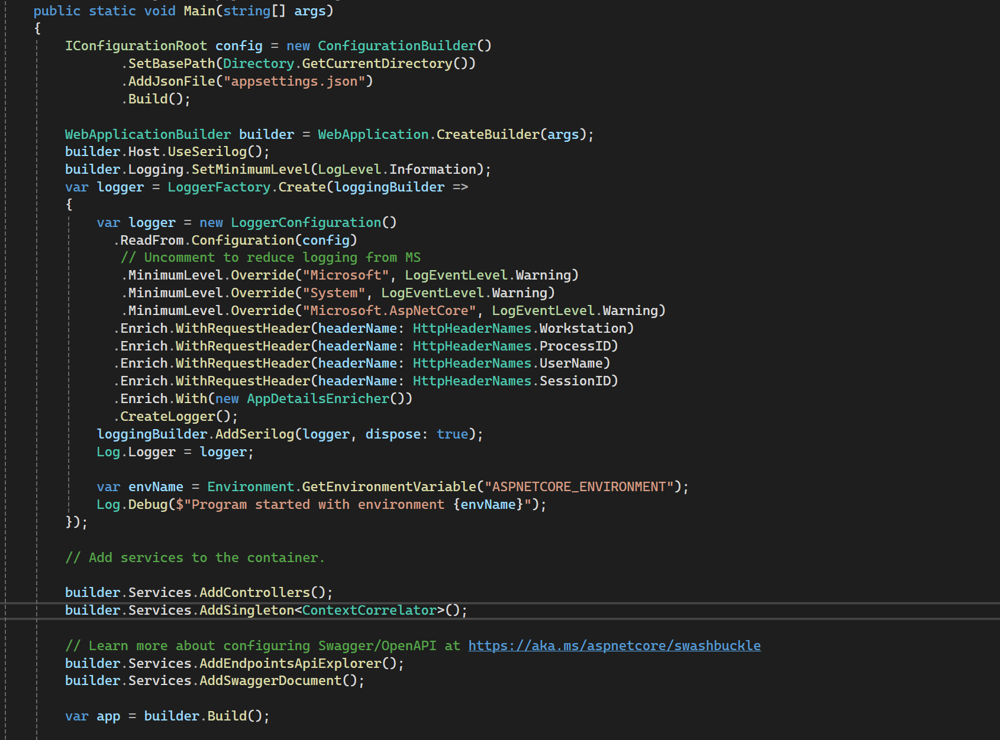 public static void Main(string[] args)
{
IConfigurationRoot config = new ConfigurationBuilder()
.SetBasePath(Directory.GetCurrentDirectory())
.AddJsonFile("appsettings.json")
.Build();
WebApplicationBuilder builder = WebApplication.CreateBuilder(args);
builder.Host.UseSerilog();
builder.Logging.SetMinimumLevel(LogLevel.Information);
var logger = LoggerFactory.Create(loggingBuilder =>
{
var logger = new LoggerConfiguration()
.ReadFrom.Configuration(config)
// Uncomment to reduce logging from MS
.MinimumLevel.Override("Microsoft", LogEventLevel.Warning)
.MinimumLevel.Override("System", LogEventLevel.Warning)
.MinimumLevel.Override("Microsoft.AspNetCore", LogEventLevel.Warning)
.Enrich.WithRequestHeader(headerName: HttpHeaderNames.Workstation)
.Enrich.WithRequestHeader(headerName: HttpHeaderNames.ProcessID)
.Enrich.WithRequestHeader(headerName: HttpHeaderNames.UserName)
.Enrich.WithRequestHeader(headerName: HttpHeaderNames.SessionID)
.Enrich.With(new AppDetailsEnricher())
.CreateLogger();
loggingBuilder.AddSerilog(logger, dispose: true);
Log.Logger = logger;
var envName = Environment.GetEnvironmentVariable("ASPNETCORE_ENVIRONMENT");
Log.Debug($"Program started with environment {envName}");
});
// Add services to the container.
builder.Services.AddControllers();
builder.Services.AddSingleton<ContextCorrelator>();
// Learn more about configuring Swagger/OpenAPI at https://aka.ms/aspnetcore/swashbuckle
builder.Services.AddEndpointsApiExplorer();
builder.Services.AddSwaggerDocument();
var app = builder.Build();